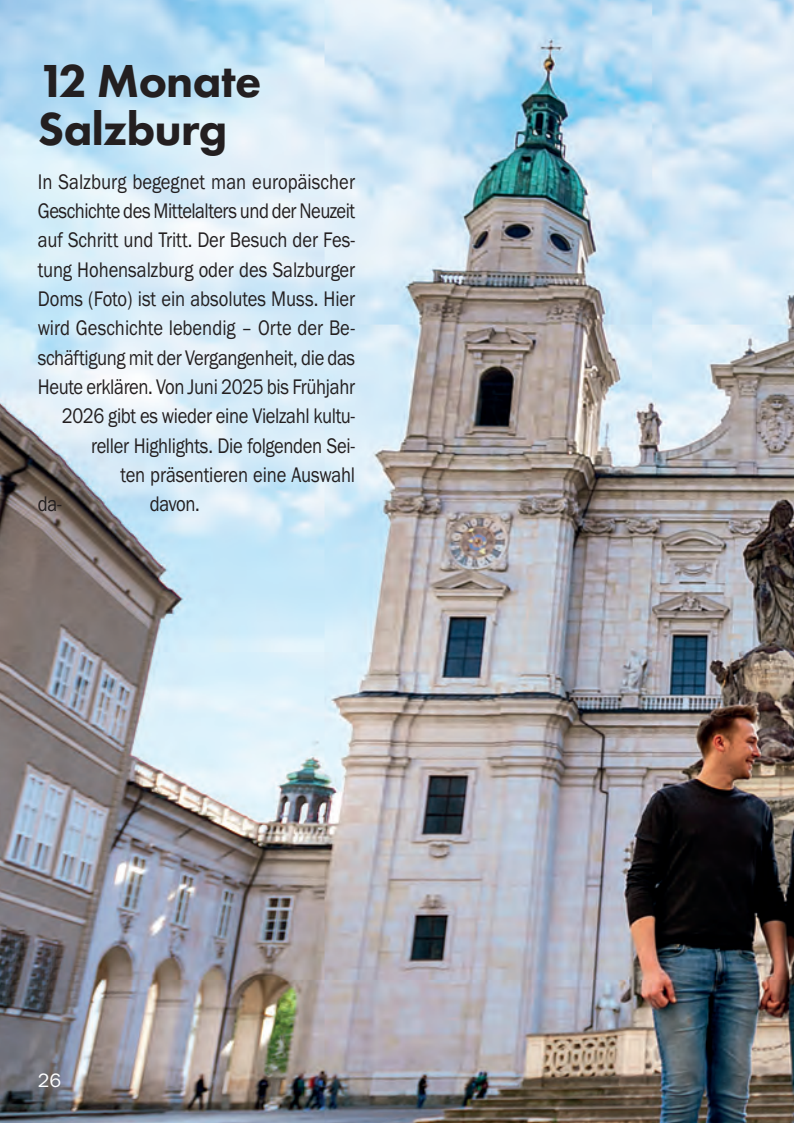 12 Monate
Salzburg
In Salzburg begegnet man europäischer
Geschichte des Mittelalters und der Neuzeit
auf Schritt und Tritt. Der Besuch der Fes-
tung Hohensalzburg oder des Salzburger
Doms (Foto) ist ein absolutes Muss. Hier
wird Geschichte lebendig – Orte der Be-
schäftigung mit der Vergangenheit, die das
Heute erklären. Von Juni 2025 bis Frühjahr
2026 gibt es wieder eine Vielzahl kultu-
reller Highlights. Die folgenden Sei-
ten präsentieren eine Auswahl
da- davon.
26